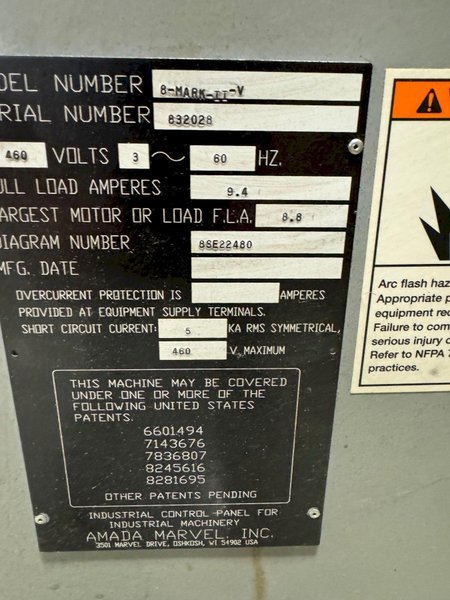 ODEL NUMBER 8-MARK-II-V
RIAL NUMBER 832028
460 VOLTS 3 ~ 60 HZ.
ULL LOAD AMPERES 9.4
ARGEST MOTOR OR LOAD F.L.A. 8.8
DIAGRAM NUMBER 8SE22480
MFG. DATE
OVERCURRENT PROTECTION IS AMPERES
PROVIDED AT EQUIPMENT SUPPLY TERMINALS.
SHORT CIRCUIT CURRENT: 5 KA RMS SYMMETRICAL,
460 V. MAXIMUM
THIS MACHINE MAY BE COVERED
UNDER ONE OR MORE OF THE
FOLLOWING UNITED STATES
PATENTS.
6601494
7143676
7836807
8245616
8281695
OTHER PATENTS PENDING
INDUSTRIAL CONTROL PANEL FOR
INDUSTRIAL MACHINERY
AMADA MARVEL, INC.
3501 MARVEL DRIVE, OSHKOSH, WI 54902 USA
Arc flash haz
Appropriate p
equipment req
Failure to com
serious injury o
Refer to NFPA 7
practices.